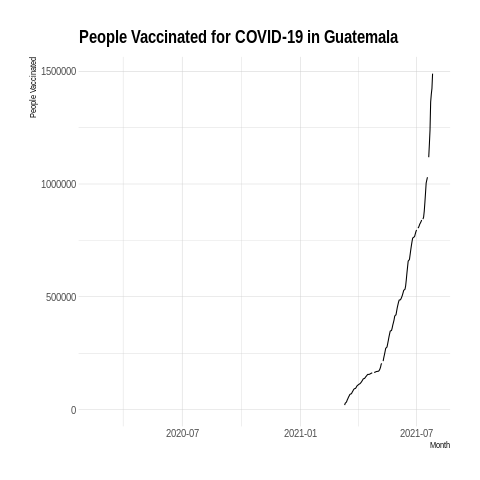 People Vaccinated for COVID-19 in Guatemala
People Vaccinated
1500000
1000000
500000
0
2020-07
2021-01
2021-07
Month